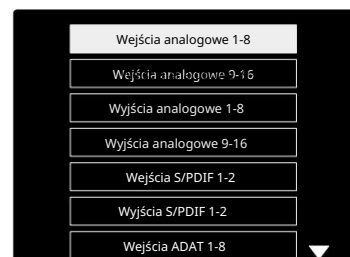 Wejścia analogowe 1-8
Wejścia analogowe 9-16
Wyjścia analogowe 1-8
Wyjścia analogowe 9-16
Wejścia S/PDIF 1-2
Wyjścia S/PDIF 1-2
Wejścia ADAT 1-8